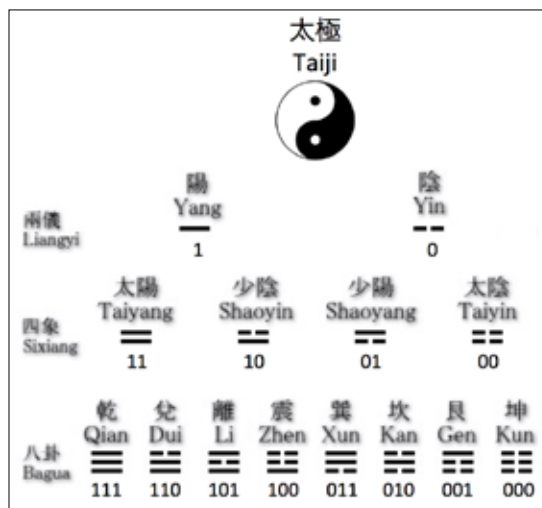 太極
Taiji
陽 陰
Yang Yin
兩儀
Liangyi
1 0
太陽 少陰 少陽 太陰
Taiyang Shaoyin Shaoyang Taiyin
四象
Sixiang
11 10 01 00
乾 兌 離 震 巽 坎 艮 坤
Qian Dui Li Zhen Xun Kan Gen Kun
八卦
Bagua
111 110 101 100 011 010 001 000